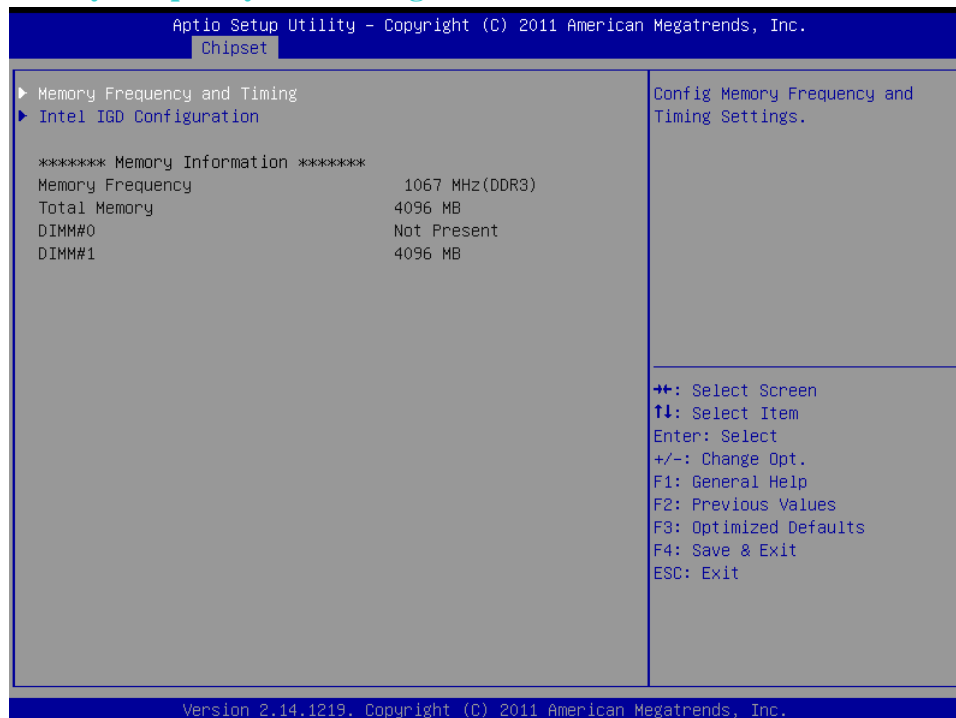 Aptio Setup Utility – Copyright (C) 2011 American Megatrends, Inc.
Chipset
▶ Memory Frequency and Timing
▶ Intel IGD Configuration
******* Memory Information *******
Memory Frequency 1067 MHz(DDR3)
Total Memory 4096 MB
DIMM#0 Not Present
DIMM#1 4096 MB
Config Memory Frequency and
Timing Settings.
→←: Select Screen
↑↓: Select Item
Enter: Select
+/-: Change Opt.
F1: General Help
F2: Previous Values
F3: Optimized Defaults
F4: Save & Exit
ESC: Exit
Version 2.14.1219. Copyright (C) 2011 American Megatrends, Inc.